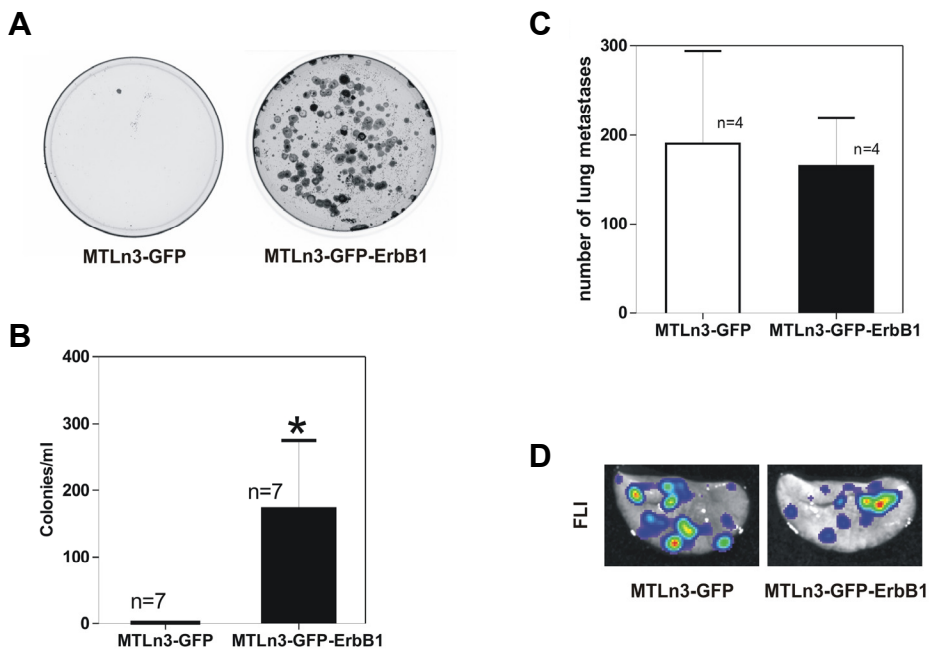 A
MTLn3-GFP
MTLn3-GFP-ErbB1
B
400
300
200
100
0
Colonies/ml
n=7
n=7
*
MTLn3-GFP
MTLn3-GFP-ErbB1
C
300
200
100
0
number of lung metastases
n=4
n=4
MTLn3-GFP
MTLn3-GFP-ErbB1
D
FLI
MTLn3-GFP
MTLn3-GFP-ErbB1